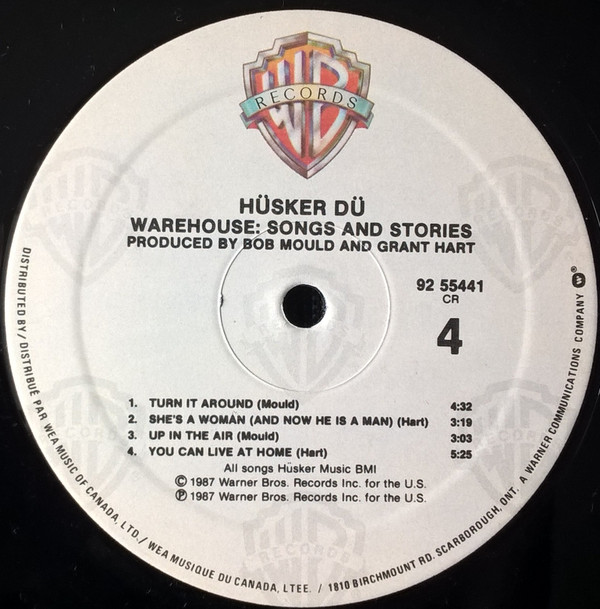 WB
RECORDS
HÜSKER DÜ
WAREHOUSE: SONGS AND STORIES
PRODUCED BY BOB MOULD AND GRANT HART
92 55441
CR
4
1. TURN IT AROUND (Mould) 4:32
2. SHE'S A WOMAN (AND NOW HE IS A MAN) (Hart) 3:19
3. UP IN THE AIR (Mould) 3:03
4. YOU CAN LIVE AT HOME (Hart) 5:25
All songs Hüsker Music BMI
© 1987 Warner Bros. Records Inc. for the U.S.
℗ 1987 Warner Bros. Records Inc. for the U.S.
DISTRIBUTED BY / DISTRIBUÉ PAR WEA MUSIC OF CANADA, LTD. / WEA MUSIQUE DU CANADA, LTEE. / 1810 BIRCHMOUNT RD. SCARBOROUGH, ONT. A WARNER COMMUNICATIONS COMPANY W®